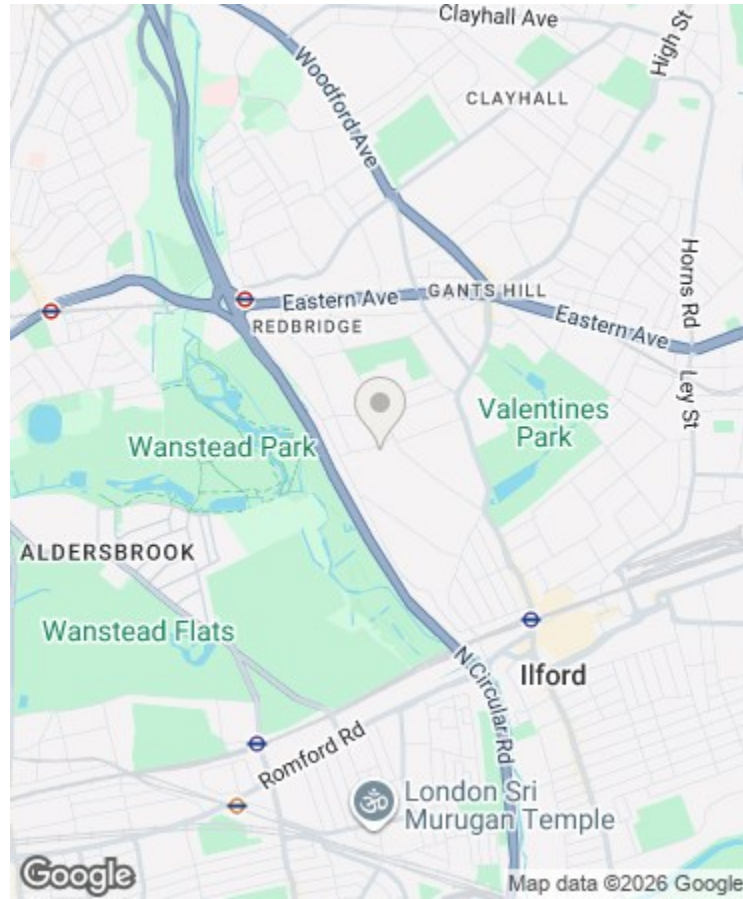 Clayhall Ave
High St
Woodford Ave
CLAYHALL
Horns Rd
GANTS HILL
Eastern Ave
Eastern Ave
REDBRIDGE
Ley St
Valentines
Park
Wanstead Park
ALDERSBROOK
Wanstead Flats
N Circular Rd
Ilford
Romford Rd
London Sri
Murugan Temple
Google
Map data ©2026 Google